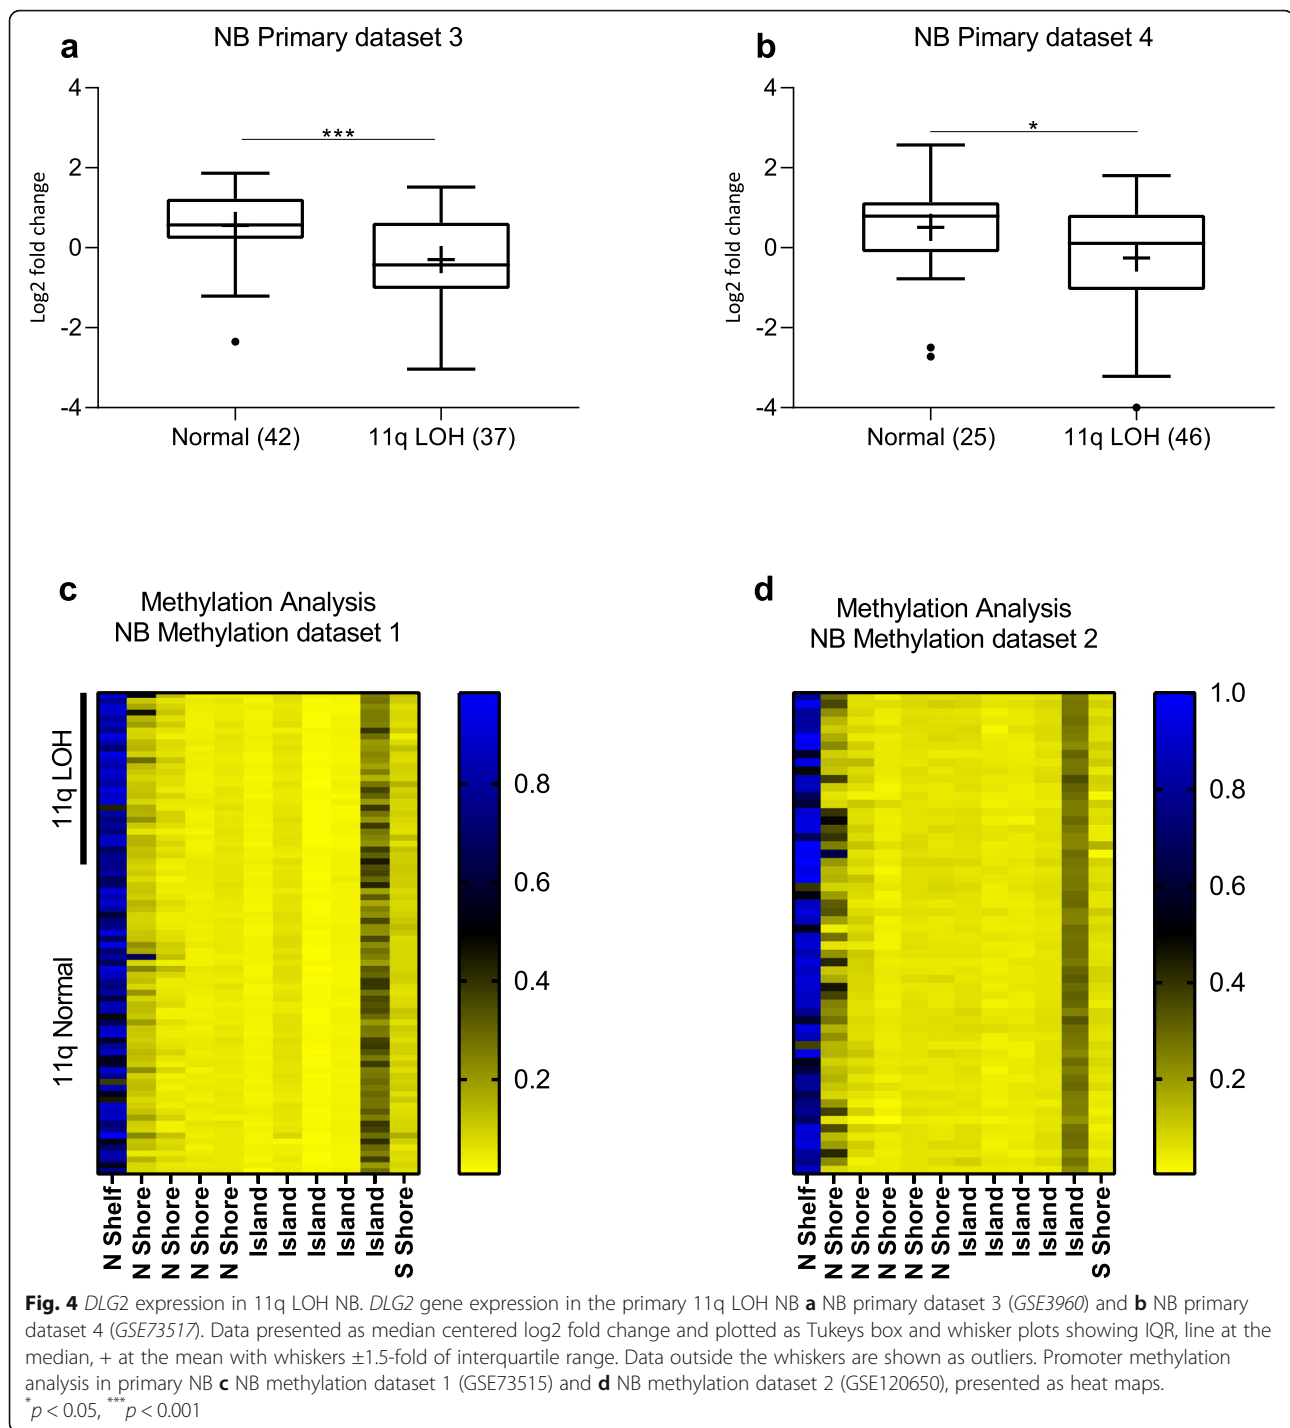 a
NB Primary dataset 3
4
2
0
-2
-4
Log2 fold change
***
Normal (42)
11q LOH (37)
b
NB Pimary dataset 4
4
2
0
-2
-4
Log2 fold change
*
Normal (25)
11q LOH (46)
c
Methylation Analysis
NB Methylation dataset 1
11q LOH
11q Normal
0.8
0.6
0.4
0.2
N Shelf
N Shore
N Shore
N Shore
N Shore
Island
Island
Island
Island
Island
S Shore
d
Methylation Analysis
NB Methylation dataset 2
1.0
0.8
0.6
0.4
0.2
N Shelf
N Shore
N Shore
N Shore
N Shore
N Shore
Island
Island
Island
Island
Island
S Shore
Fig. 4 DLG2 expression in 11q LOH NB. DLG2 gene expression in the primary 11q LOH NB a NB primary dataset 3 (GSE3960) and b NB primary
dataset 4 (GSE73517). Data presented as median centered log2 fold change and plotted as Tukeys box and whisker plots showing IQR, line at the
median, + at the mean with whiskers ±1.5-fold of interquartile range. Data outside the whiskers are shown as outliers. Promoter methylation
analysis in primary NB c NB methylation dataset 1 (GSE73515) and d NB methylation dataset 2 (GSE120650), presented as heat maps.
*p < 0.05, ***p < 0.001